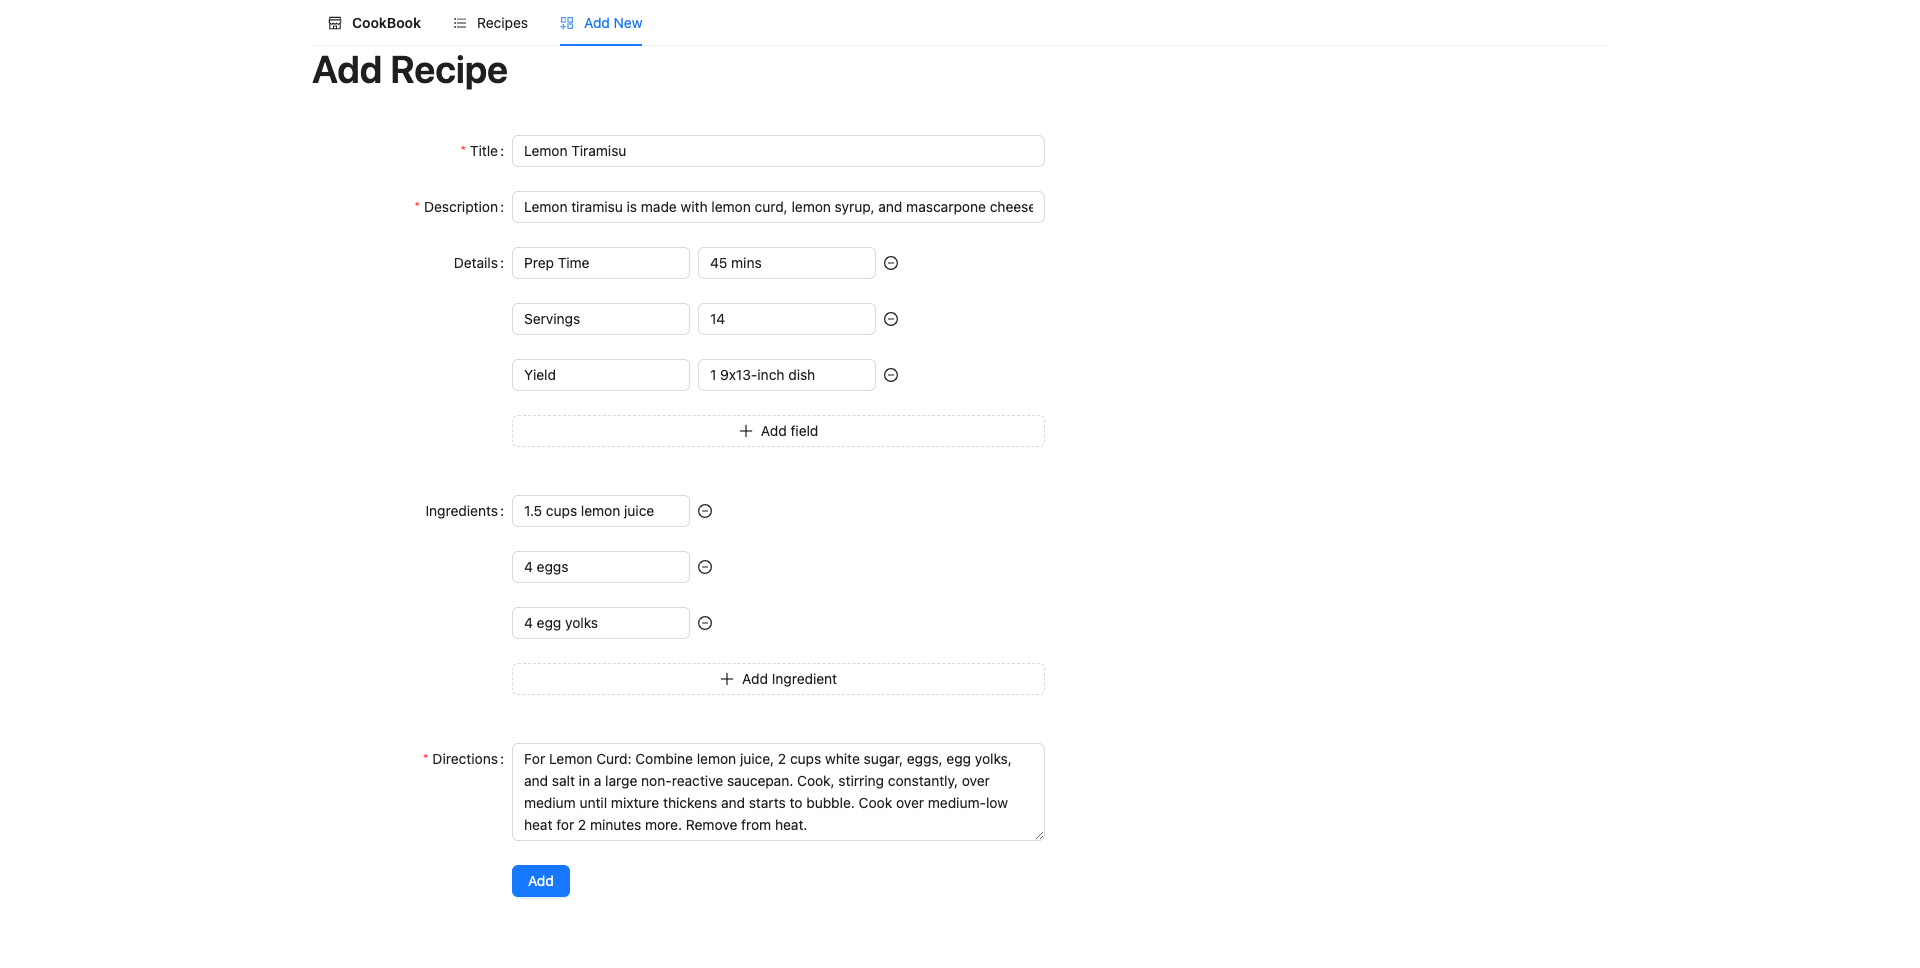 CookBook
Recipes
Add New
Add Recipe
* Title:
Lemon Tiramisu
* Description:
Lemon tiramisu is made with lemon curd, lemon syrup, and mascarpone cheese
Details:
Prep Time
45 mins
Servings
14
Yield
1 9x13-inch dish
Add field
Ingredients:
1.5 cups lemon juice
4 eggs
4 egg yolks
Add Ingredient
* Directions:
For Lemon Curd: Combine lemon juice, 2 cups white sugar, eggs, egg yolks,
and salt in a large non-reactive saucepan. Cook, stirring constantly, over
medium until mixture thickens and starts to bubble. Cook over medium-low
heat for 2 minutes more. Remove from heat.
Add